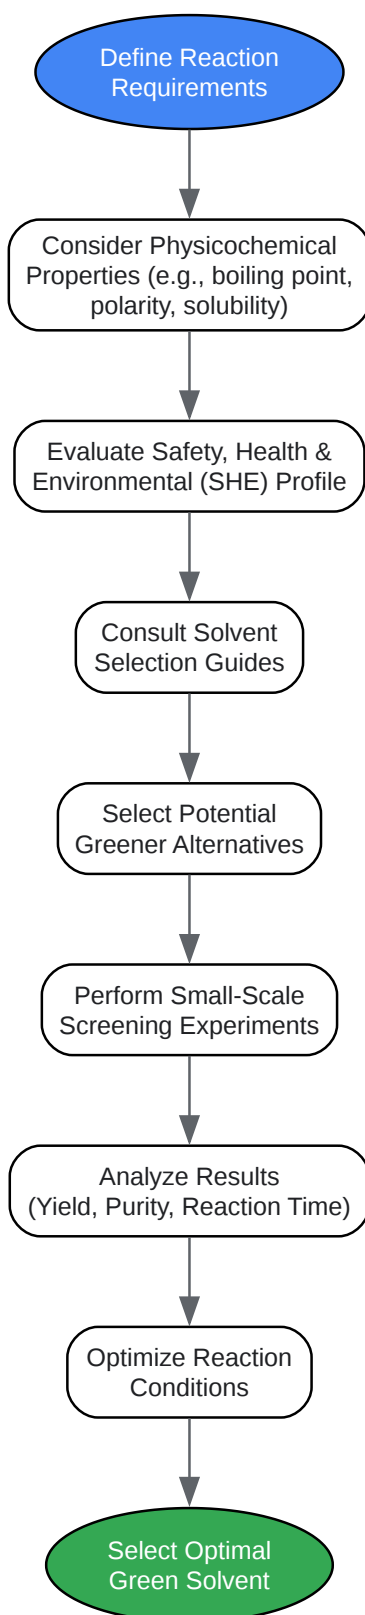 Define Reaction
Requirements
Consider Physicochemical
Properties (e.g., boiling point,
polarity, solubility)
Evaluate Safety, Health &
Environmental (SHE) Profile
Consult Solvent
Selection Guides
Select Potential
Greener Alternatives
Perform Small-Scale
Screening Experiments
Analyze Results
(Yield, Purity, Reaction Time)
Optimize Reaction
Conditions
Select Optimal
Green Solvent